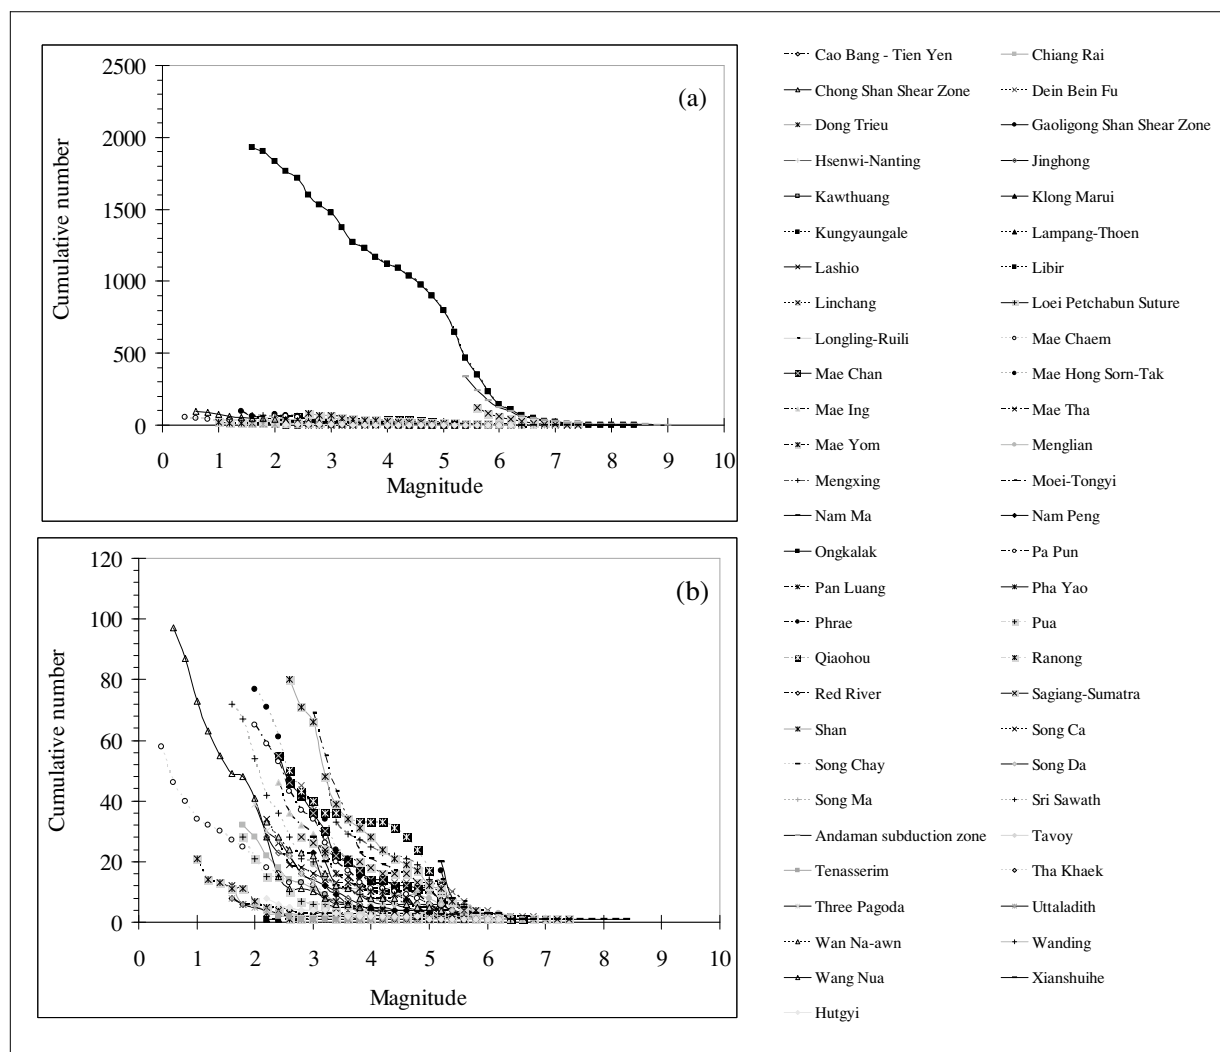 2500
2000
1500
1000
500
0
(a)
Cumulative number
0 1 2 3 4 5 6 7 8 9 10
Magnitude
120
100
80
60
40
20
0
(b)
Cumulative number
0 1 2 3 4 5 6 7 8 9 10
Magnitude
Cao Bang - Tien Yen Chiang Rai
Chong Shan Shear Zone Dein Bein Fu
Dong Trieu Gaoligong Shan Shear Zone
Hsenwi-Nanting Jinghong
Kawthuang Klong Marui
Kungyaungale Lampang-Thoen
Lashio Libir
Linchang Loei Petchabun Suture
Longling-Ruili Mae Chaem
Mae Chan Mae Hong Sorn-Tak
Mae Ing Mae Tha
Mae Yom Menglian
Mengxing Moei-Tongyi
Nam Ma Nam Peng
Ongkalak Pa Pun
Pan Luang Pha Yao
Phrae Pua
Qiaohou Ranong
Red River Sagiang-Sumatra
Shan Song Ca
Song Chay Song Da
Song Ma Sri Sawath
Andaman subduction zone Tavoy
Tenasserim Tha Khaek
Three Pagoda Uttaladith
Wan Na-awn Wanding
Wang Nua Xianshuihe
Hutgyi